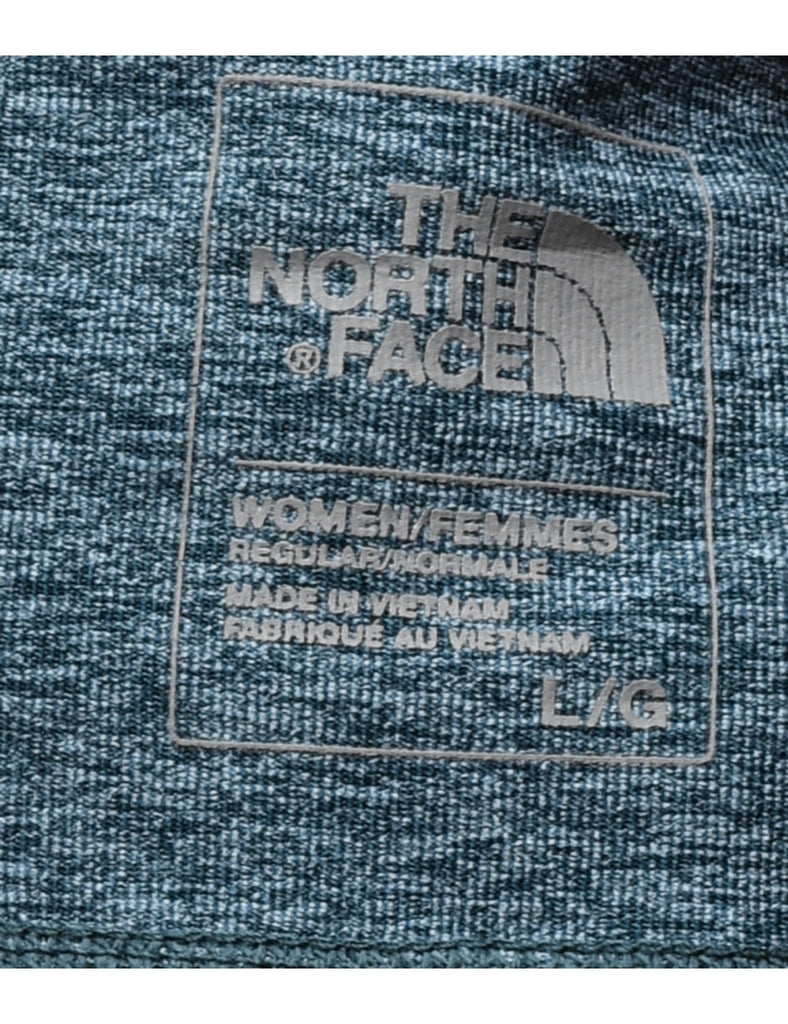 THE
NORTH
® FACE
WOMEN/FEMMES
REGULAR/NORMALE
MADE IN VIETNAM
FABRIQUÉ AU VIETNAM
L/G